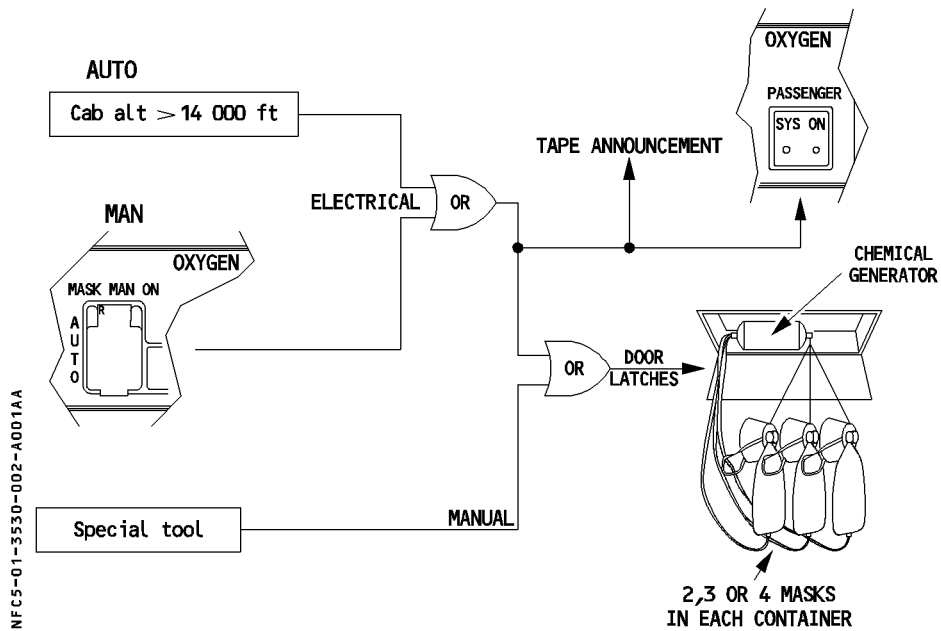 OXYGEN
PASSENGER
SYS ON
AUTO
Cab alt > 14 000 ft
TAPE ANNOUNCEMENT
ELECTRICAL
OR
MAN
OXYGEN
MASK MAN ON
R
AUTO
CHEMICAL
GENERATOR
OR
DOOR
LATCHES
MANUAL
Special tool
2,3 OR 4 MASKS
IN EACH CONTAINER
NFC5-01-3530-002-A001AA